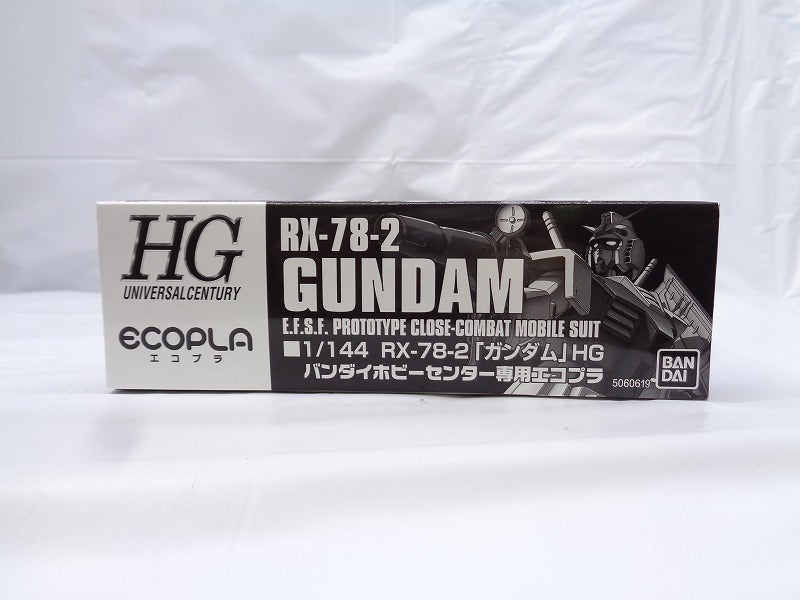 HG
UNIVERSAL CENTURY
ECOPLA
エコプラ
RX-78-2
GUNDAM
E.F.S.F. PROTOTYPE CLOSE-COMBAT MOBILE SUIT
■1/144 RX-78-2「ガンダム」HG
バンダイホビーセンター専用エコプラ
5060619
BAN
DAI